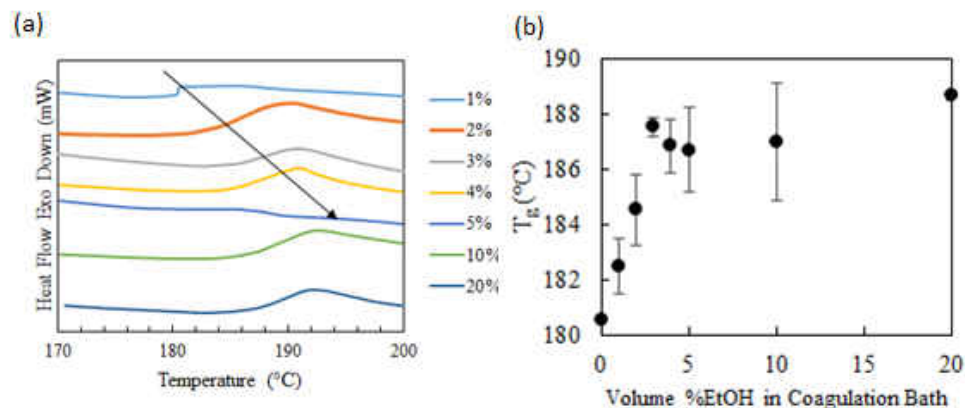 (a)
Heat Flow Exo Down (mW)
1%
2%
3%
4%
5%
10%
20%
170 180 190 200
Temperature (°C)
(b)
Tg (°C)
190
188
186
184
182
180
0 5 10 15 20
Volume %EtOH in Coagulation Bath